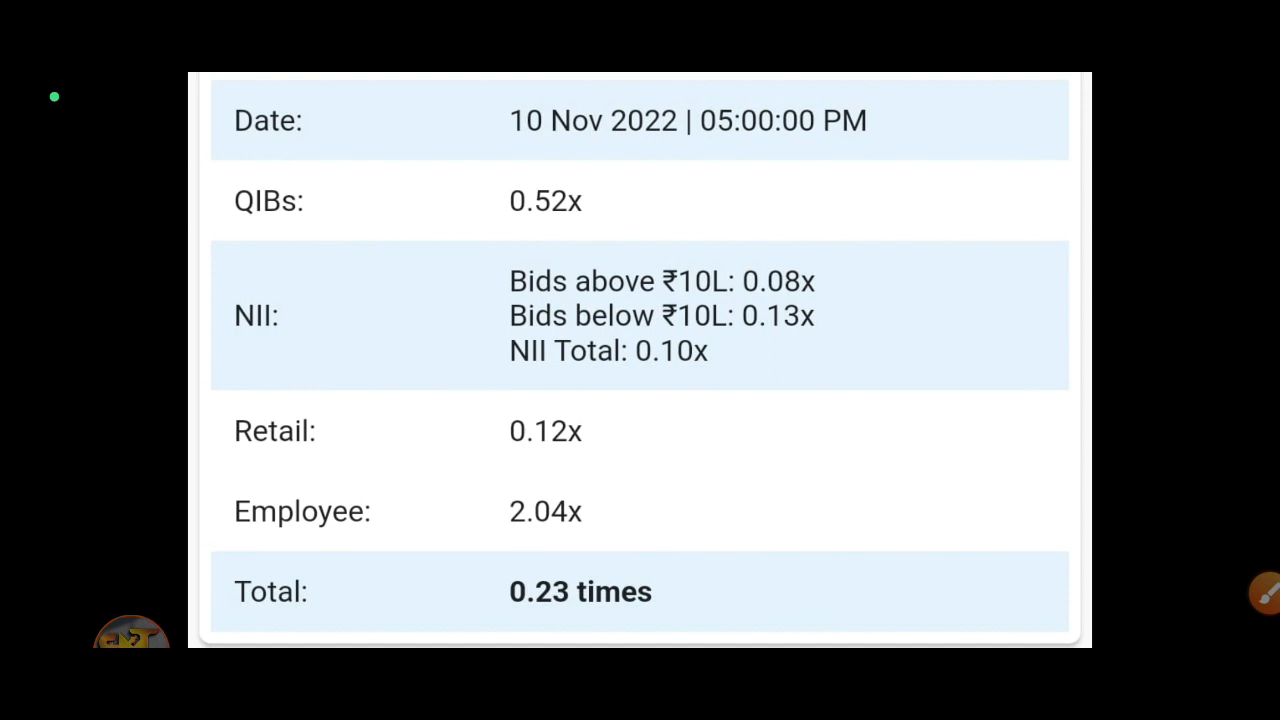 Date: 10 Nov 2022 | 05:00:00 PM
QIBs: 0.52x
Bids above ₹10L: 0.08x
NII: Bids below ₹10L: 0.13x
NII Total: 0.10x
Retail: 0.12x
Employee: 2.04x
Total: 0.23 times